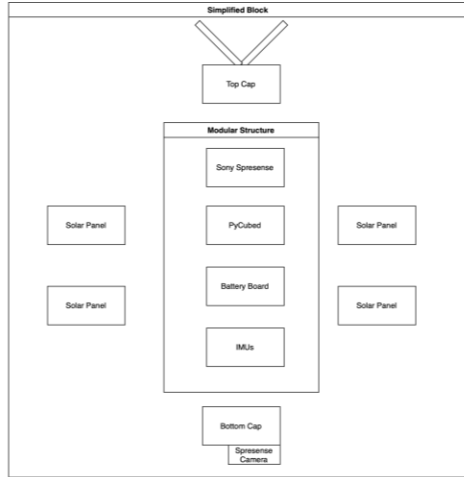 Simplified Block
Top Cap
Modular Structure
Sony Spresense
Solar Panel
PyCubed
Solar Panel
Solar Panel
Battery Board
Solar Panel
IMUs
Bottom Cap
Spresense
Camera